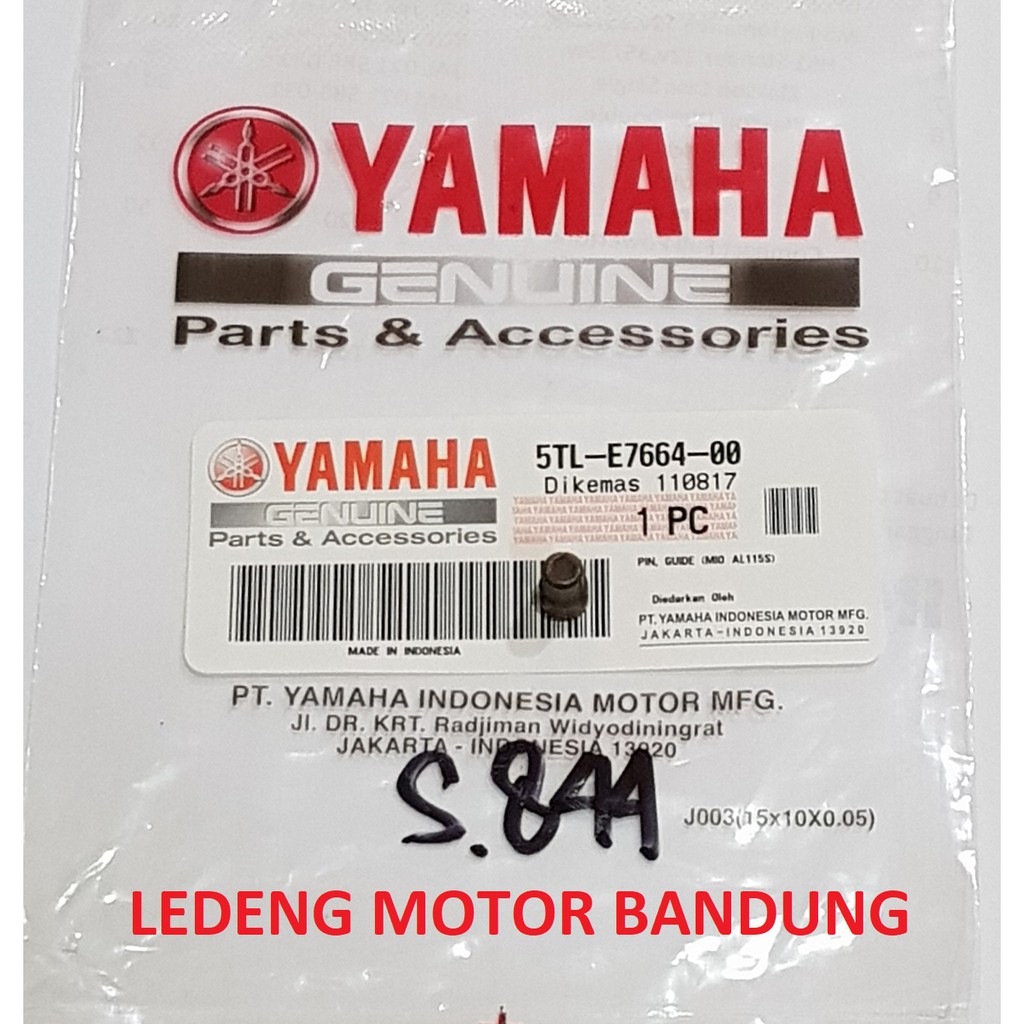 YAMAHA
GENUINE
Parts & Accessories
YAMAHA
GENUINE
Parts & Accessories
5TL-E7664-00
Dikemas 110817
1 PC
PIN, GUIDE (MIO AL115S)
Diedarkan Oleh
PT. YAMAHA INDONESIA MOTOR MFG.
JAKARTA-INDONESIA 13920
MADE IN INDONESIA
PT. YAMAHA INDONESIA MOTOR MFG.
Jl. DR. KRT. Radjiman Widyodiningrat
JAKARTA - INDONESIA 13920
S.844
J003(15x10X0.05)
LEDENG MOTOR BANDUNG